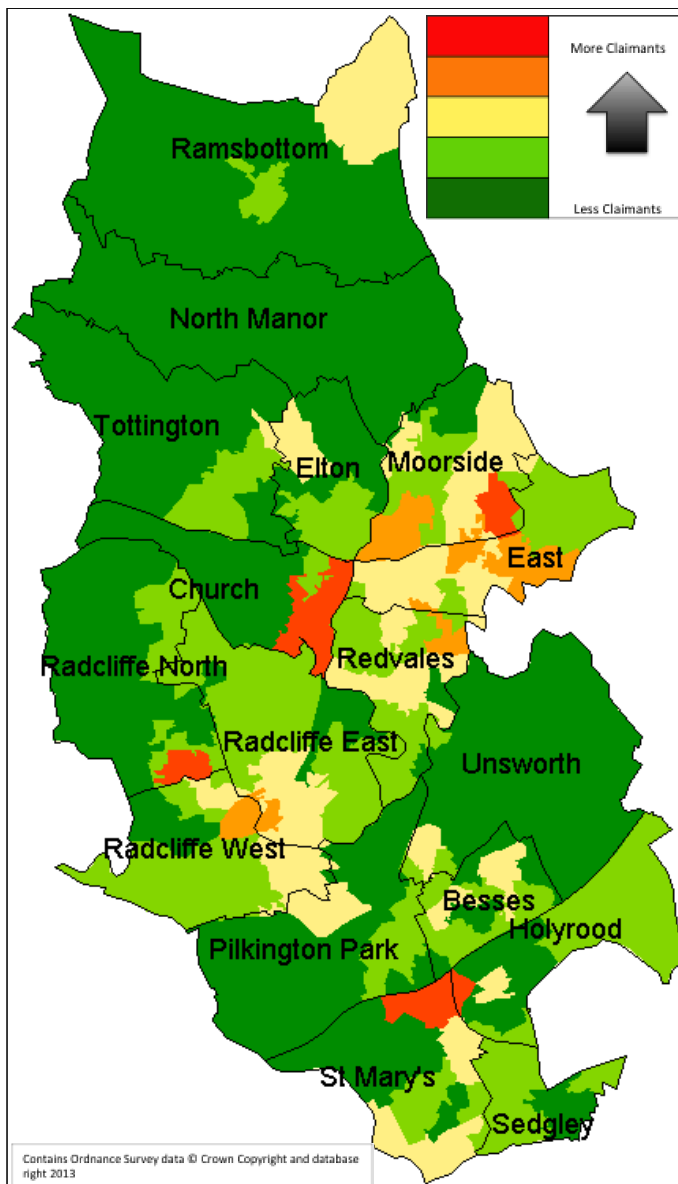 More Claimants
Less Claimants
Ramsbottom
North Manor
Tottington
Elton
Moorside
East
Church
Radcliffe North
Redvales
Radcliffe East
Unsworth
Radcliffe West
Besses
Holyrood
Pilkington Park
St Mary's
Sedgley
Contains Ordnance Survey data © Crown Copyright and database
right 2013